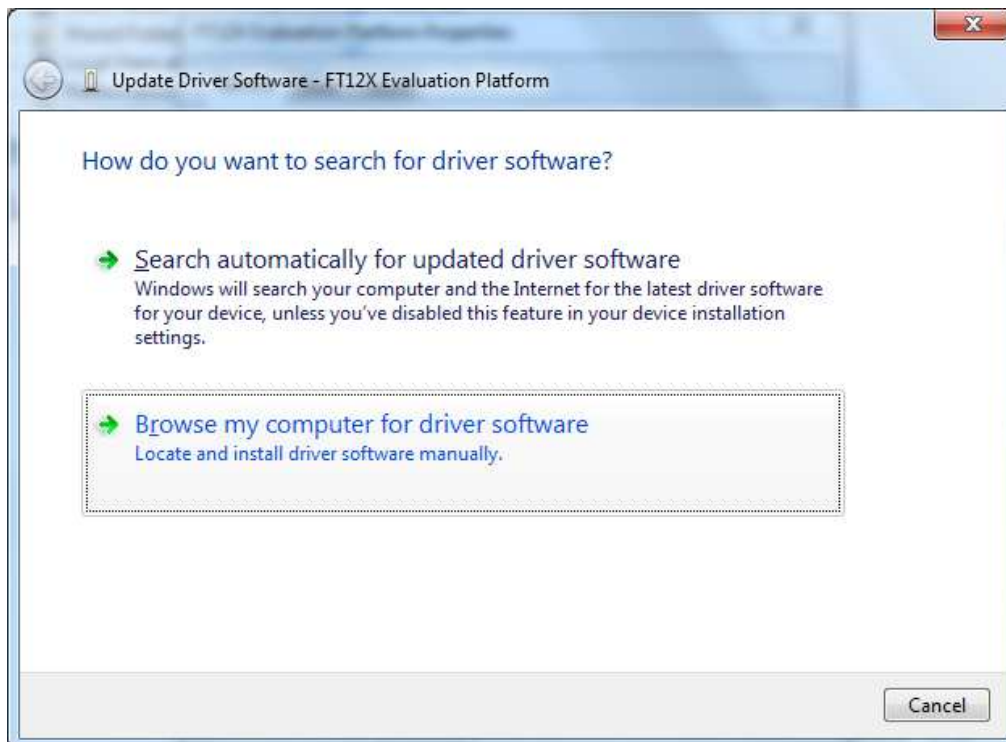 Update Driver Software - FT12X Evaluation Platform
How do you want to search for driver software?
Search automatically for updated driver software
Windows will search your computer and the Internet for the latest driver software
for your device, unless you've disabled this feature in your device installation
settings.
Browse my computer for driver software
Locate and install driver software manually.
Cancel